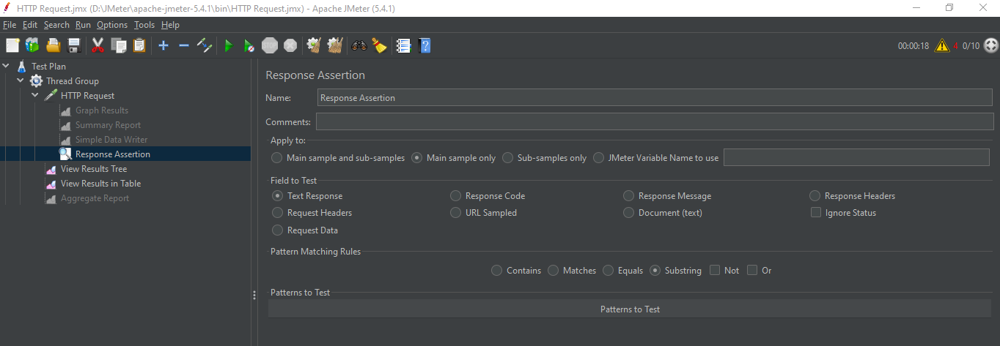 HTTP Request.jmx (D:\JMeter\apache-jmeter-5.4.1\bin\HTTP Request.jmx) - Apache JMeter (5.4.1)
File Edit Search Run Options Tools Help
STOP 00:00:18 4 0/10
Test Plan
Thread Group
HTTP Request
Graph Results
Summary Report
Simple Data Writer
Response Assertion
View Results Tree
View Results in Table
Aggregate Report
Response Assertion
Name: Response Assertion
Comments:
Apply to:
Main sample and sub-samples Main sample only Sub-samples only JMeter Variable Name to use
Field to Test
Text Response Response Code Response Message Response Headers
Request Headers URL Sampled Document (text) Ignore Status
Request Data
Pattern Matching Rules
Contains Matches Equals Substring Not Or
Patterns to Test
Patterns to Test